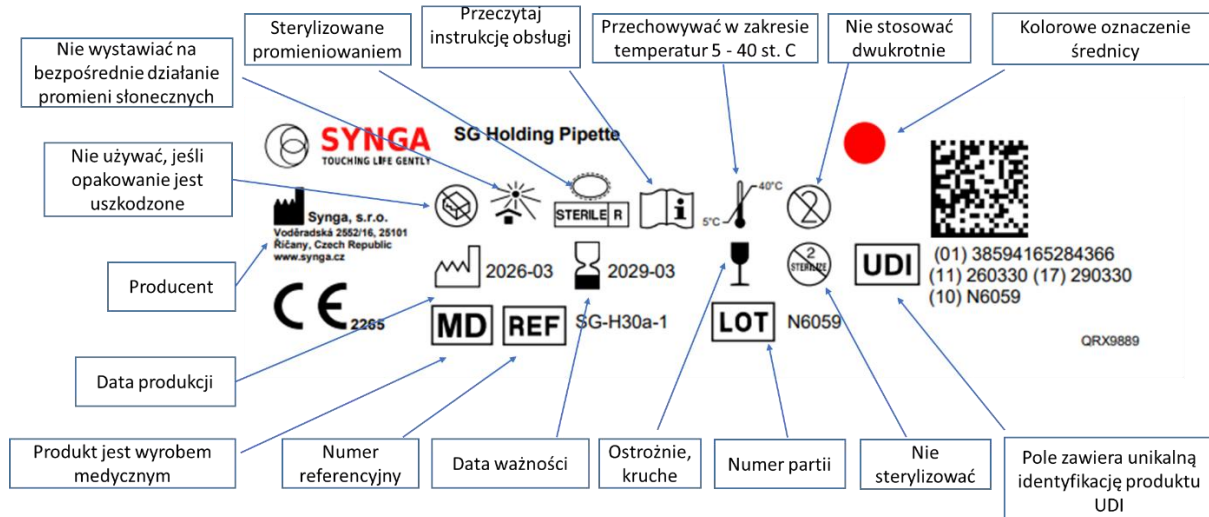 Nie wystawiać na
bezpośrednie działanie
promieni słonecznych
Sterylizowane
promieniowaniem
Przeczytaj
instrukcję obsługi
Przechowywać w zakresie
temperatur 5 - 40 st. C
Nie stosować
dwukrotnie
Kolorowe oznaczenie
średnicy
Nie używać, jeśli
opakowanie jest
uszkodzone
SYNGA
TOUCHING LIFE GENTLY
SG Holding Pipette
STERILE R
i
5°C
40°C
2
Synga, s.r.o.
Voděradská 2552/16, 25101
Říčany, Czech Republic
www.synga.cz
2026-03
2029-03
2
STERILIZE
UDI
(01) 38594165284366
(11) 260330 (17) 290330
(10) N6059
Producent
CE 2265
MD
REF
SG-H30a-1
LOT
N6059
QRX9889
Data produkcji
Produkt jest wyrobem
medycznym
Numer
referencyjny
Data ważności
Ostrożnie,
kruche
Numer partii
Nie
sterylizować
Pole zawiera unikalną
identyfikację produktu
UDI